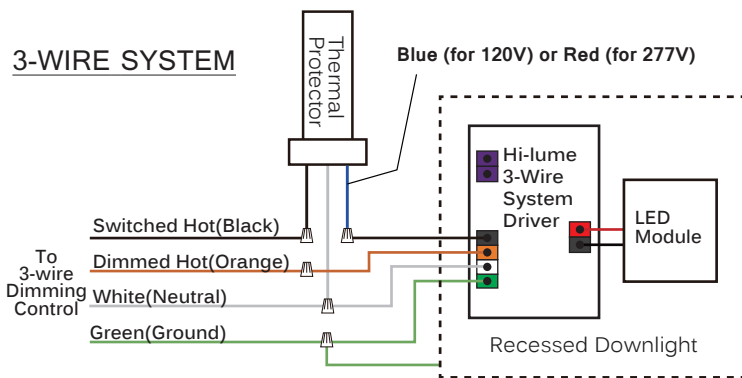 3-WIRE SYSTEM
Thermal
Protector
Blue (for 120V) or Red (for 277V)
Hi-lume
3-Wire
System
Driver
LED
Module
Switched Hot(Black)
Dimmed Hot(Orange)
White(Neutral)
Green(Ground)
To
3-wire
Dimming
Control
Recessed Downlight